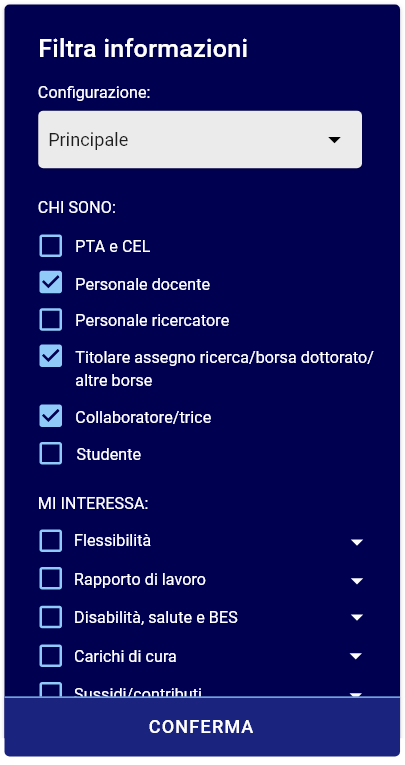 Filtra informazioni
Configurazione:
Principale
CHI SONO:
PTA e CEL
Personale docente
Personale ricercatore
Titolare assegno ricerca/borsa dottorato/
altre borse
Collaboratore/trice
Studente
MI INTERESSA:
Flessibilità
Rapporto di lavoro
Disabilità, salute e BES
Carichi di cura
Sussidi/contributi
CONFERMA